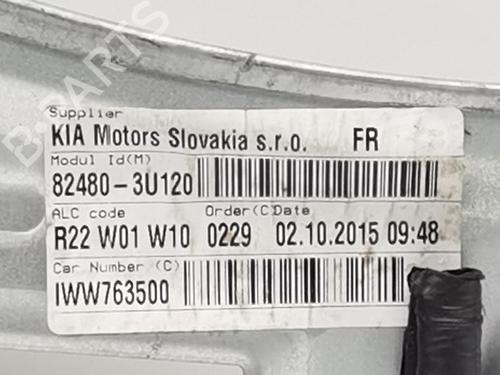 Supplier
KIA Motors Slovakia s.r.o. FR
Modul Id(M)
82480-3U120
ALC code Order(C)Date
R22 W01 W10 0229 02.10.2015 09:48
Car Number (C)
IWW763500
B-PARTS